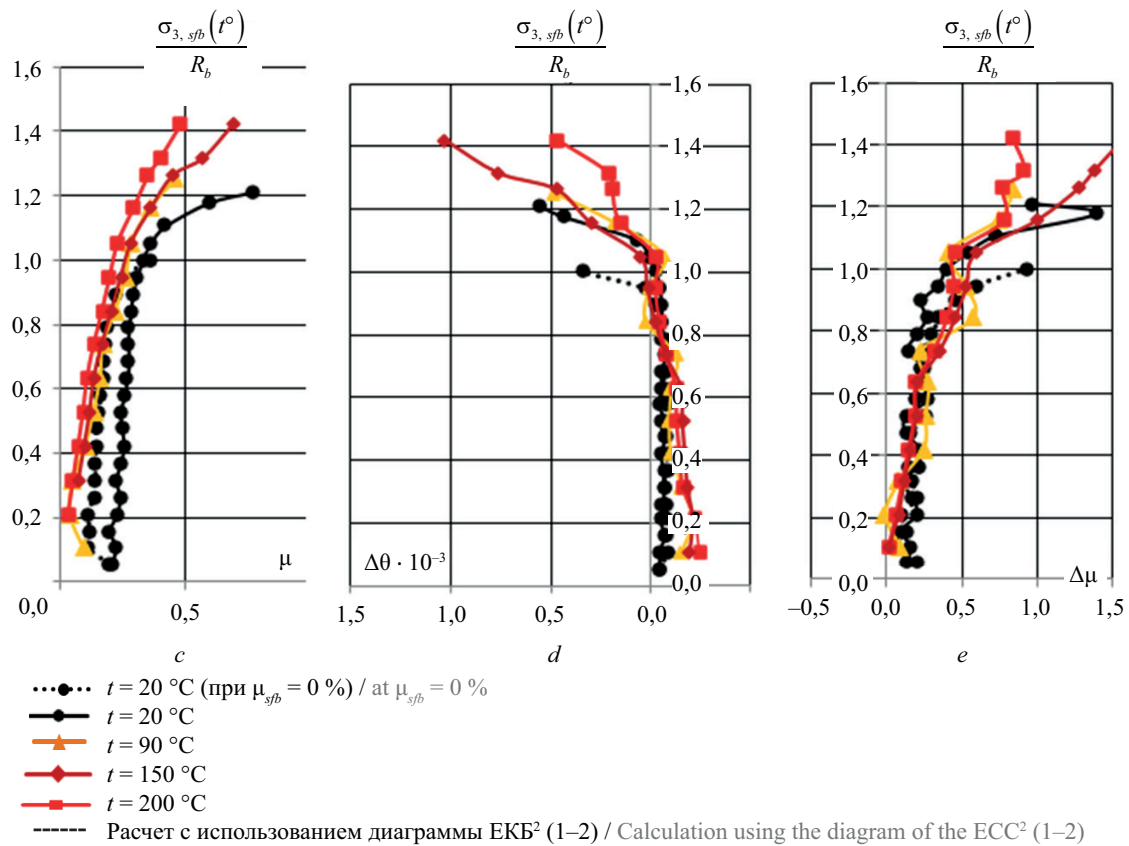 σ₃, sfb(t°)
R_b
1,6
1,4
1,2
1,0
0,8
0,6
0,4
0,2
μ
0,0
0,5
c
σ₃, sfb(t°)
R_b
1,6
1,4
1,2
1,0
0,8
0,6
0,4
0,2
0,0
Δθ · 10⁻³
1,5
1,0
0,5
0,0
d
σ₃, sfb(t°)
R_b
1,6
1,4
1,2
1,0
0,8
0,6
0,4
0,2
0,0
Δμ
–0,5
0,0
0,5
1,0
1,5
e
t = 20 °C (при μ_sfb = 0 %) / at μ_sfb = 0 %
t = 20 °C
t = 90 °C
t = 150 °C
t = 200 °C
Расчет с использованием диаграммы ЕКБ² (1–2) / Calculation using the diagram of the ECC² (1–2)